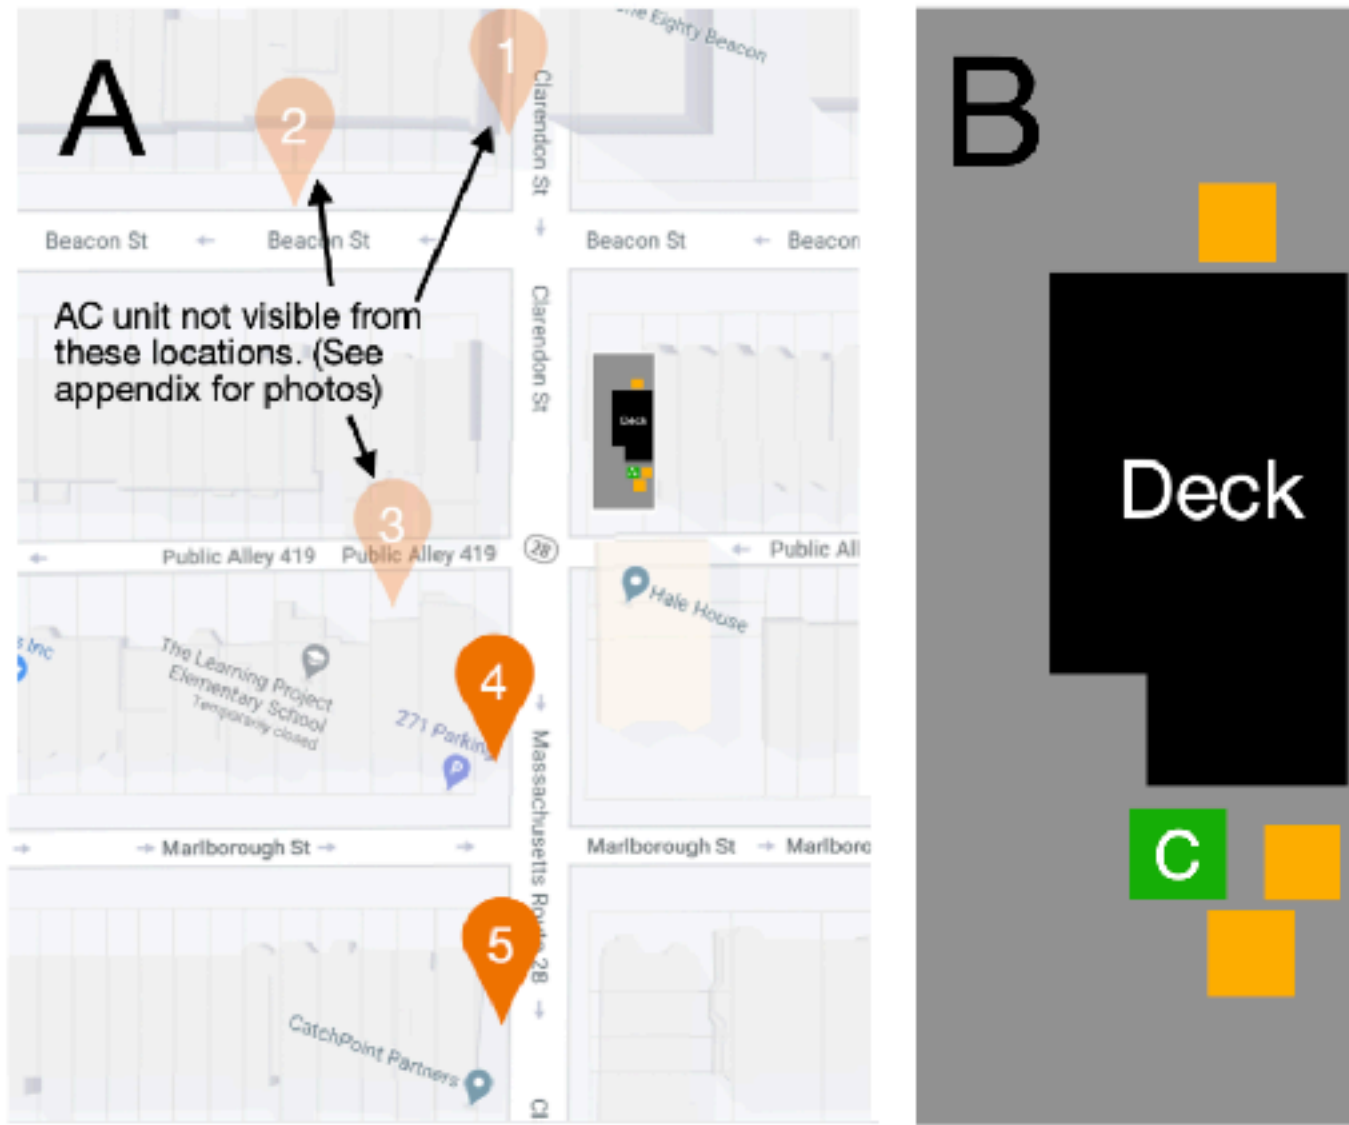 A
1
ne Eighty Beacon
2
Clarendon St
Beacon St
Beacon St
Beacon St
Beacon
AC unit not visible from
these locations. (See
appendix for photos)
Clarendon St
Deck
3
Public Alley 419
Public Alley 419
28
Public All
Hale House
s Inc
The Learning Project
Elementary School
Temporarily closed
4
271 Parking
P
Massachusetts Route 28
Marlborough St
Marlborough St
Marlboro
5
CatchPoint Partners
Cl
B
Deck
C